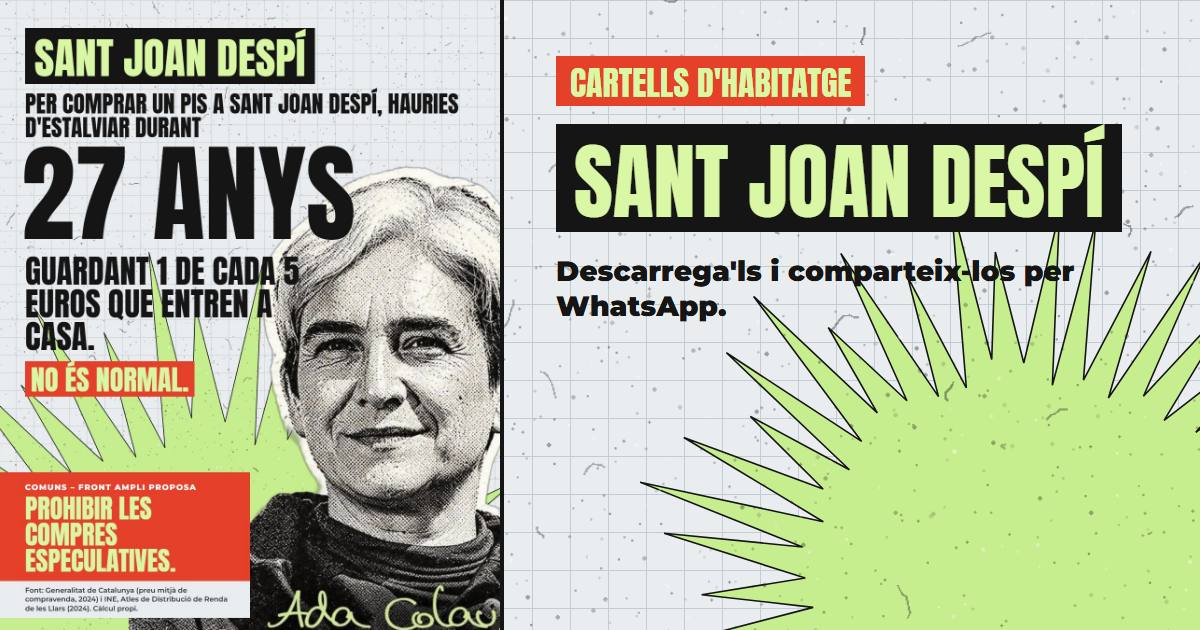 SANT JOAN DESPÍ
PER COMPRAR UN PIS A SANT JOAN DESPÍ, HAURIES
D'ESTALVIAR DURANT
27 ANYS
GUARDANT 1 DE CADA 5
EUROS QUE ENTREN A
CASA.
NO ÉS NORMAL.
COMUNS – FRONT AMPLI PROPOSA
PROHIBIR LES
COMPRES
ESPECULATIVES.
Font: Generalitat de Catalunya (preu mitjà de
compravenda, 2024) i INE, Atles de Distribució de Renda
de les Llars (2024). Càlcul propi.
Ada Colau
CARTELLS D'HABITATGE
SANT JOAN DESPÍ
Descarrega'ls i comparteix-los per
WhatsApp.